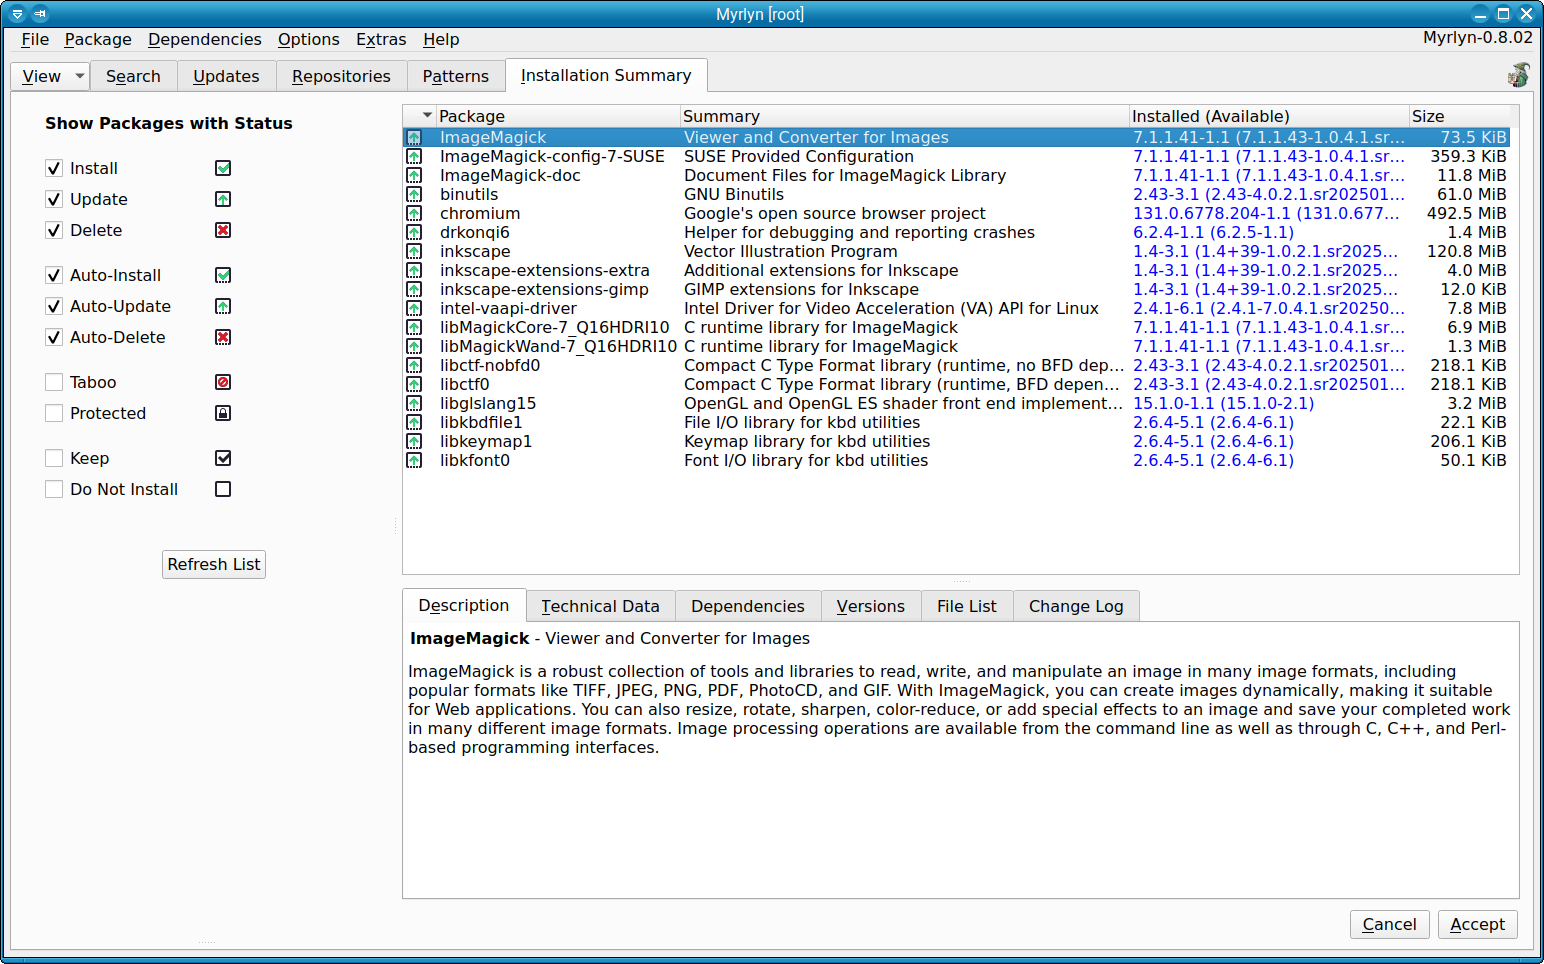 Myrlyn [root]
File Package Dependencies Options Extras Help Myrlyn-0.8.02
View Search Updates Repositories Patterns Installation Summary
Show Packages with Status
Install
Update
Delete
Auto-Install
Auto-Update
Auto-Delete
Taboo
Protected
Keep
Do Not Install
Refresh List
Package Summary Installed (Available) Size
ImageMagick Viewer and Converter for Images 7.1.1.41-1.1 (7.1.1.43-1.0.4.1.sr... 73.5 KiB
ImageMagick-config-7-SUSE SUSE Provided Configuration 7.1.1.41-1.1 (7.1.1.43-1.0.4.1.sr... 359.3 KiB
ImageMagick-doc Document Files for ImageMagick Library 7.1.1.41-1.1 (7.1.1.43-1.0.4.1.sr... 11.8 MiB
binutils GNU Binutils 2.43-3.1 (2.43-4.0.2.1.sr202501... 61.0 MiB
chromium Google's open source browser project 131.0.6778.204-1.1 (131.0.677... 492.5 MiB
drkonqi6 Helper for debugging and reporting crashes 6.2.4-1.1 (6.2.5-1.1) 1.4 MiB
inkscape Vector Illustration Program 1.4-3.1 (1.4+39-1.0.2.1.sr2025... 120.8 MiB
inkscape-extensions-extra Additional extensions for Inkscape 1.4-3.1 (1.4+39-1.0.2.1.sr2025... 4.0 MiB
inkscape-extensions-gimp GIMP extensions for Inkscape 1.4-3.1 (1.4+39-1.0.2.1.sr2025... 12.0 KiB
intel-vaapi-driver Intel Driver for Video Acceleration (VA) API for Linux 2.4.1-6.1 (2.4.1-7.0.4.1.sr20250... 7.8 MiB
libMagickCore-7_Q16HDRI10 C runtime library for ImageMagick 7.1.1.41-1.1 (7.1.1.43-1.0.4.1.sr... 6.9 MiB
libMagickWand-7_Q16HDRI10 C runtime library for ImageMagick 7.1.1.41-1.1 (7.1.1.43-1.0.4.1.sr... 1.3 MiB
libctf-nobfd0 Compact C Type Format library (runtime, no BFD dep... 2.43-3.1 (2.43-4.0.2.1.sr202501... 218.1 KiB
libctf0 Compact C Type Format library (runtime, BFD depen... 2.43-3.1 (2.43-4.0.2.1.sr202501... 218.1 KiB
libglslang15 OpenGL and OpenGL ES shader front end implement... 15.1.0-1.1 (15.1.0-2.1) 3.2 MiB
libkbdfile1 File I/O library for kbd utilities 2.6.4-5.1 (2.6.4-6.1) 22.1 KiB
libkeymap1 Keymap library for kbd utilities 2.6.4-5.1 (2.6.4-6.1) 206.1 KiB
libkfont0 Font I/O library for kbd utilities 2.6.4-5.1 (2.6.4-6.1) 50.1 KiB
Description Technical Data Dependencies Versions File List Change Log
ImageMagick - Viewer and Converter for Images
ImageMagick is a robust collection of tools and libraries to read, write, and manipulate an image in many image formats, including
popular formats like TIFF, JPEG, PNG, PDF, PhotoCD, and GIF. With ImageMagick, you can create images dynamically, making it suitable
for Web applications. You can also resize, rotate, sharpen, color-reduce, or add special effects to an image and save your completed work
in many different image formats. Image processing operations are available from the command line as well as through C, C++, and Perl-
based programming interfaces.
Cancel Accept